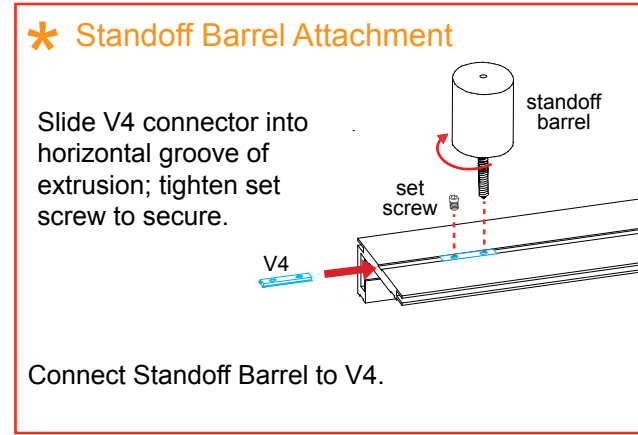 * Standoff Barrel Attachment
Slide V4 connector into
horizontal groove of
extrusion; tighten set
screw to secure.
standoff
barrel
set
screw
V4
Connect Standoff Barrel to V4.